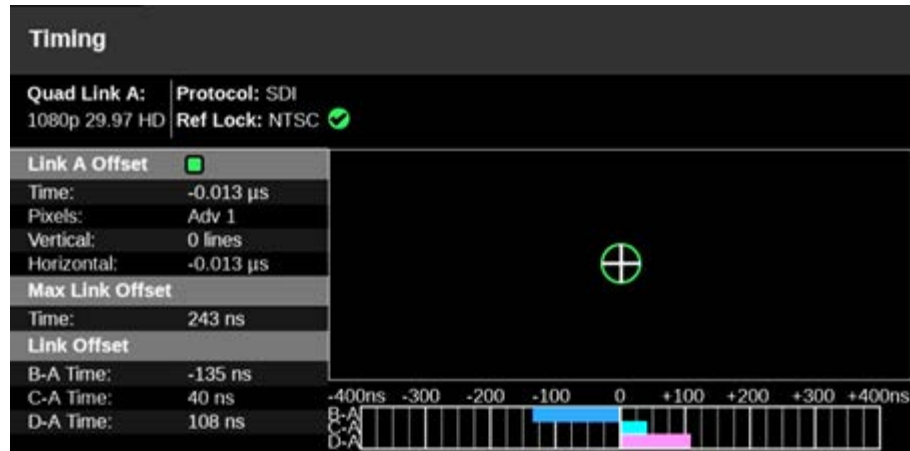 Timing
Quad Link A: Protocol: SDI
1080p 29.97 HD Ref Lock: NTSC
Link A Offset
Time: -0.013 µs
Pixels: Adv 1
Vertical: 0 lines
Horizontal: -0.013 µs
Max Link Offset
Time: 243 ns
Link Offset
B-A Time: -135 ns
C-A Time: 40 ns
D-A Time: 108 ns
-400ns -300 -200 -100 0 +100 +200 +300 +400ns
B-A
C-A
D-A